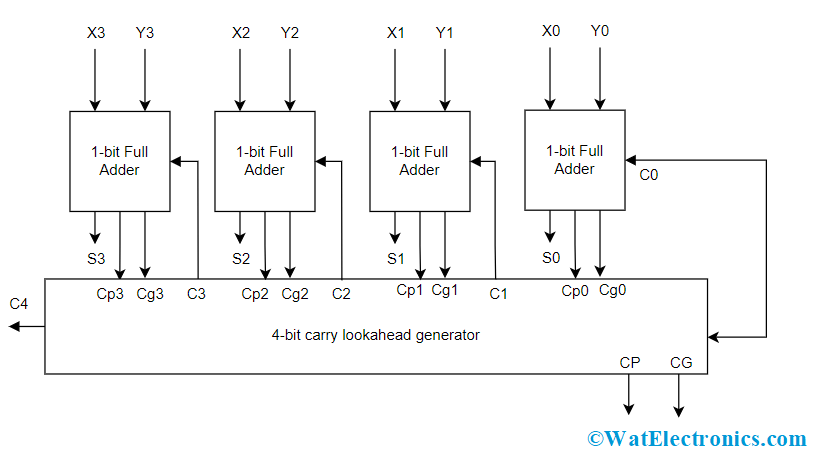 X3 Y3 X2 Y2 X1 Y1 X0 Y0
1-bit Full
Adder
1-bit Full
Adder
1-bit Full
Adder
1-bit Full
Adder
C0
S3 S2 S1 S0
Cp3 Cg3 C3 Cp2 Cg2 C2 Cp1 Cg1 C1 Cp0 Cg0
C4
4-bit carry lookahead generator
CP CG
©WatElectronics.com